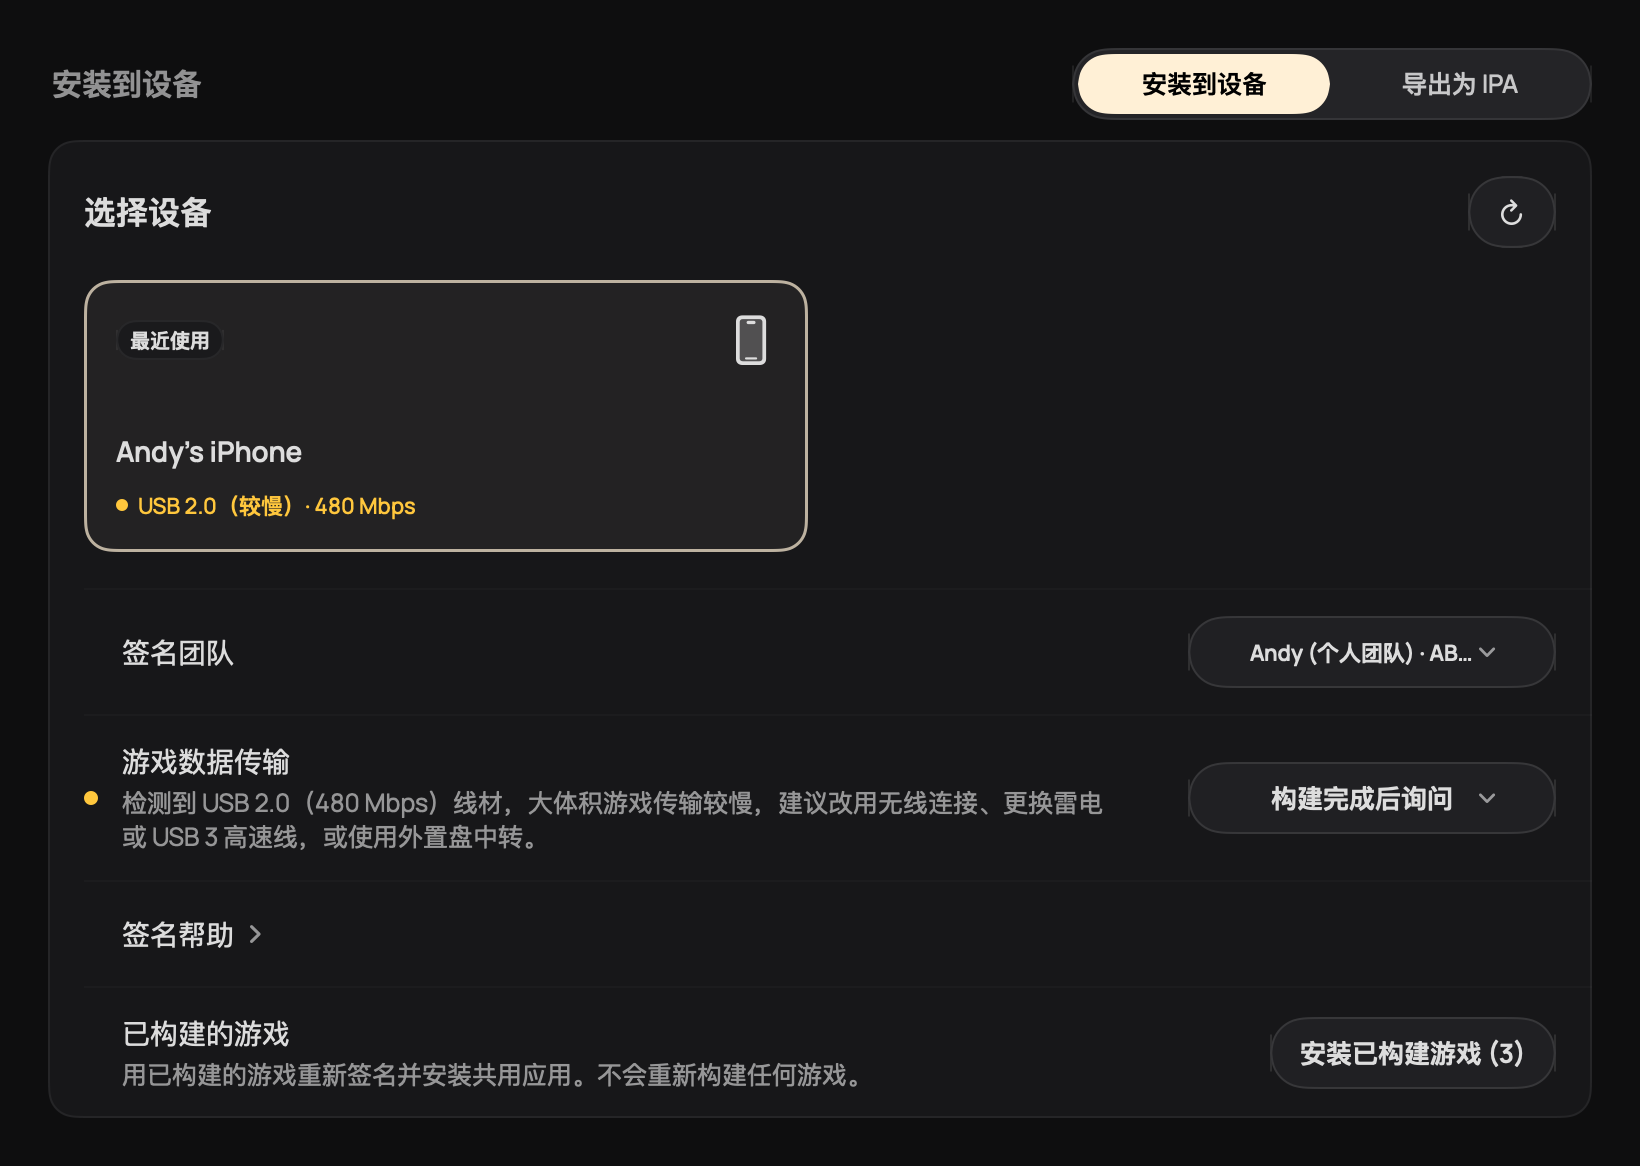 安装到设备
安装到设备
导出为 IPA
选择设备
最近使用
Andy’s iPhone
USB 2.0（较慢）· 480 Mbps
签名团队
Andy (个人团队) · AB...
游戏数据传输
检测到 USB 2.0（480 Mbps）线材，大体积游戏传输较慢，建议改用无线连接、更换雷电
或 USB 3 高速线，或使用外置盘中转。
构建完成后询问
签名帮助
已构建的游戏
用已构建的游戏重新签名并安装共用应用。不会重新构建任何游戏。
安装已构建游戏 (3)